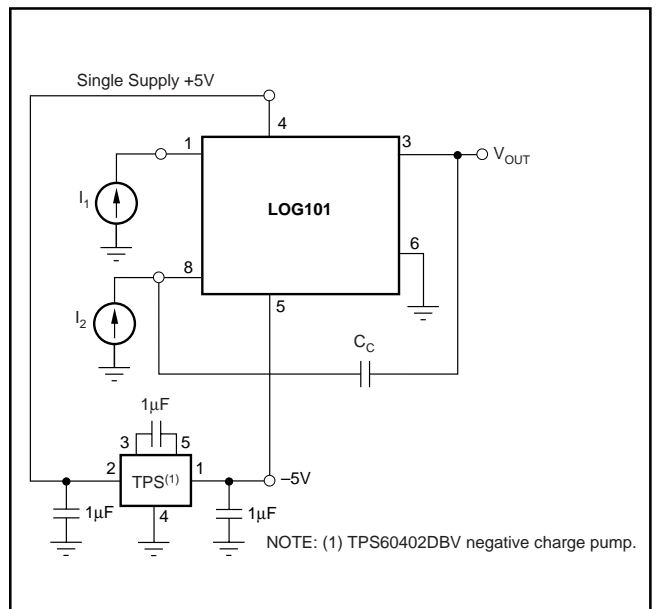 Single Supply +5V
4
1
3
V_OUT
I_1
LOG101
6
8
5
I_2
C_C
1µF
3
5
2
TPS(1)
1
–5V
1µF
4
1µF
NOTE: (1) TPS60402DBV negative charge pump.